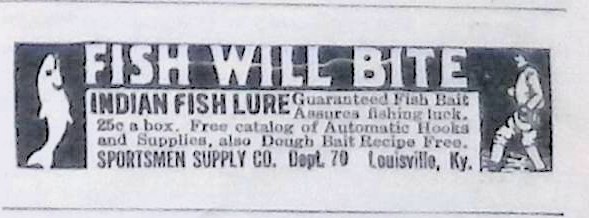 FISH WILL BITE
INDIAN FISH LURE Guaranteed Fish Bait
Assures fishing luck.
25c a box. Free catalog of Automatic Hooks
and Supplies, also Dough Bait Recipe Free.
SPORTSMEN SUPPLY CO. Dept. 70 Louisville, Ky.